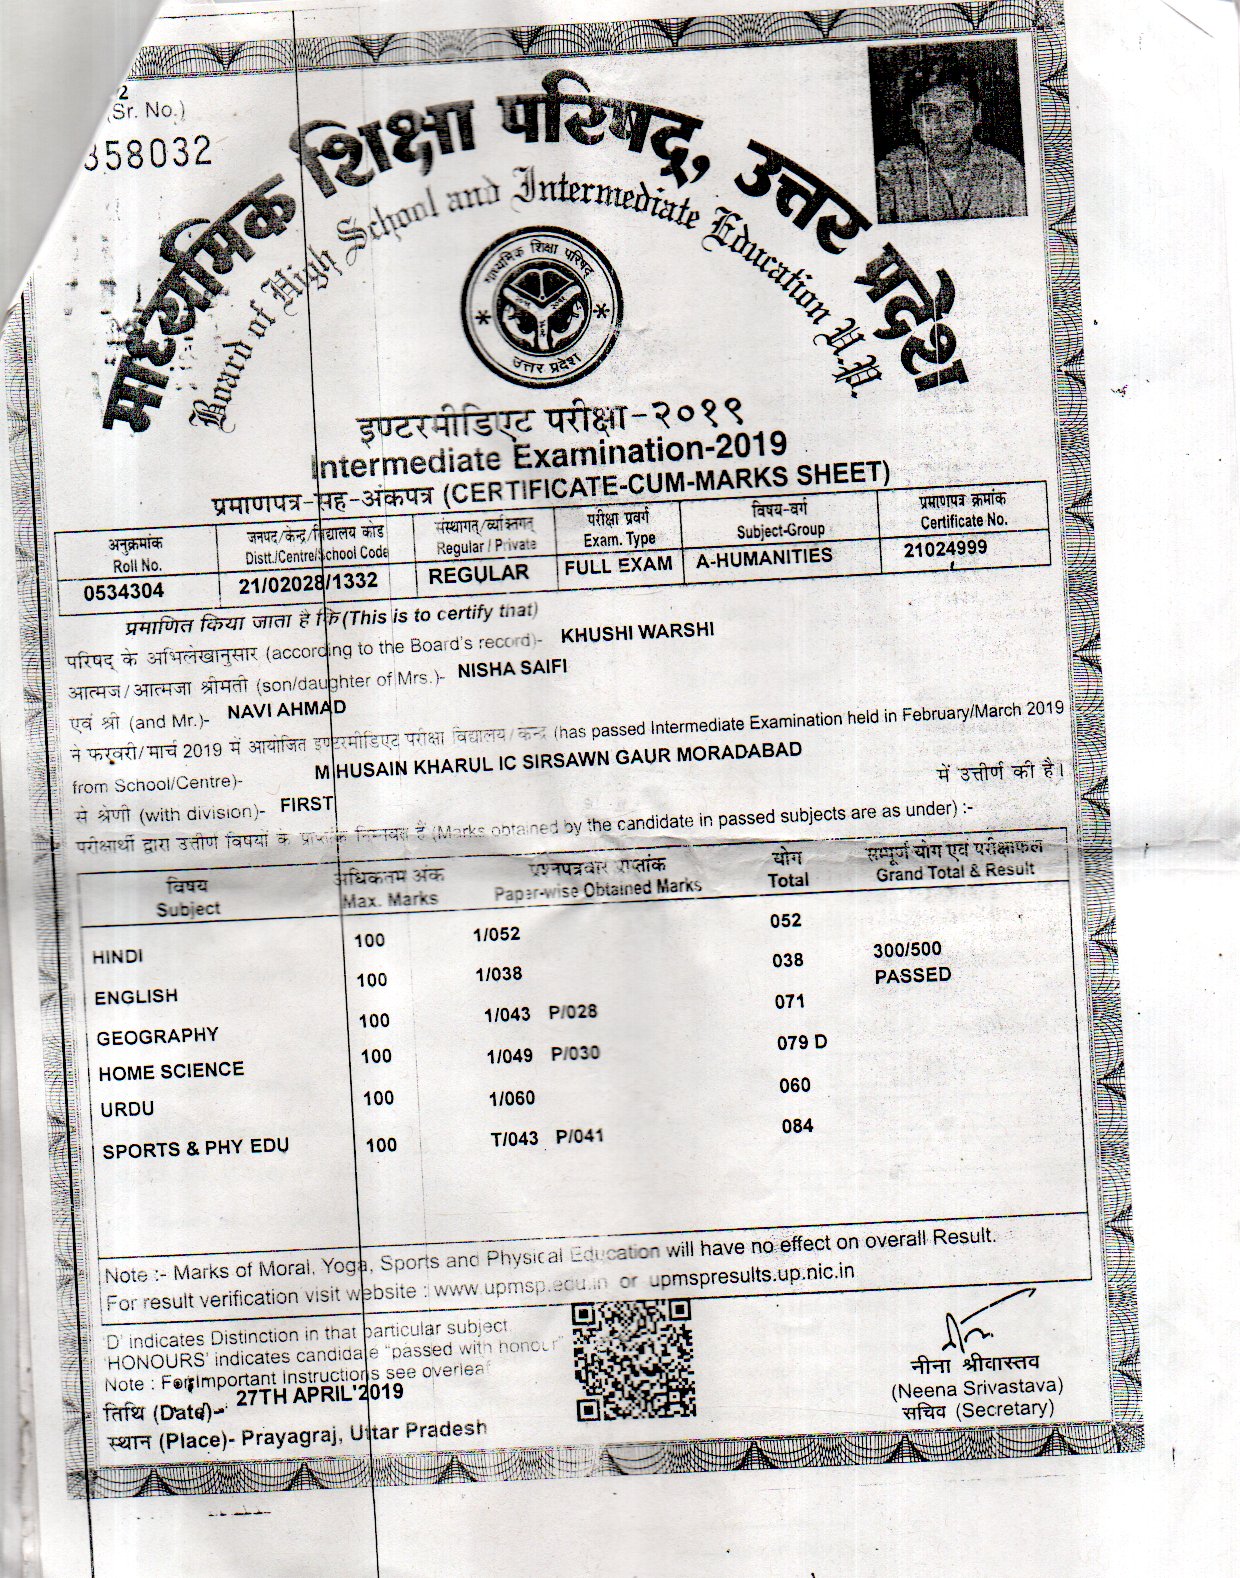 2
(Sr. No.)
358032
माध्यमिक शिक्षा परिषद्, उत्तर प्रदेश
Board of High School and Intermediate Education U.P.
माध्यमिक शिक्षा परिषद
उत्तर प्रदेश
इण्टरमीडिएट परीक्षा-२०१९
Intermediate Examination-2019
प्रमाणपत्र-सह-अंकपत्र (CERTIFICATE-CUM-MARKS SHEET)
अनुक्रमांक जनपद/केन्द्र/विद्यालय कोड संस्थागत्/व्यक्तिगत् परीक्षा प्रवर्ग विषय-वर्ग प्रमाणपत्र क्रमांक
Roll No. Distt./Centre/School Code Regular / Private Exam. Type Subject-Group Certificate No.
0534304 21/02028/1332 REGULAR FULL EXAM A-HUMANITIES 21024999
प्रमाणित किया जाता है कि (This is to certify that)
परिषद् के अभिलेखानुसार (according to the Board's record)- KHUSHI WARSHI
आत्मज/आत्मजा श्रीमती (son/daughter of Mrs.)- NISHA SAIFI
एवं श्री (and Mr.)- NAVI AHMAD
ने फरवरी/मार्च 2019 में आयोजित इण्टरमीडिएट परीक्षा विद्यालय/केन्द्र (has passed Intermediate Examination held in February/March 2019
from School/Centre)- M HUSAIN KHARUL IC SIRSAWN GAUR MORADABAD
से श्रेणी (with division)- FIRST में उत्तीर्ण की है।
परीक्षार्थी द्वारा उत्तीर्ण विषयों के प्राप्तांक निम्नवत् हैं (Marks obtained by the candidate in passed subjects are as under) :-
विषय अधिकतम अंक प्रश्नपत्रवार प्राप्तांक योग सम्पूर्ण योग एवं परीक्षाफल
Subject Max. Marks Paper-wise Obtained Marks Total Grand Total & Result
HINDI 100 1/052 052 300/500
ENGLISH 100 1/038 038 PASSED
GEOGRAPHY 100 1/043 P/028 071
HOME SCIENCE 100 1/049 P/030 079 D
URDU 100 1/060 060
SPORTS & PHY EDU 100 T/043 P/041 084
Note :- Marks of Moral, Yoga, Sports and Physical Education will have no effect on overall Result.
For result verification visit website : www.upmsp.edu.in or upmspresults.up.nic.in
'D' indicates Distinction in that particular subject
'HONOURS' indicates candidate "passed with honour"
Note : For Important Instructions see overleaf
तिथि (Date)- 27TH APRIL'2019
स्थान (Place)- Prayagraj, Uttar Pradesh
नीना श्रीवास्तव
(Neena Srivastava)
सचिव (Secretary)